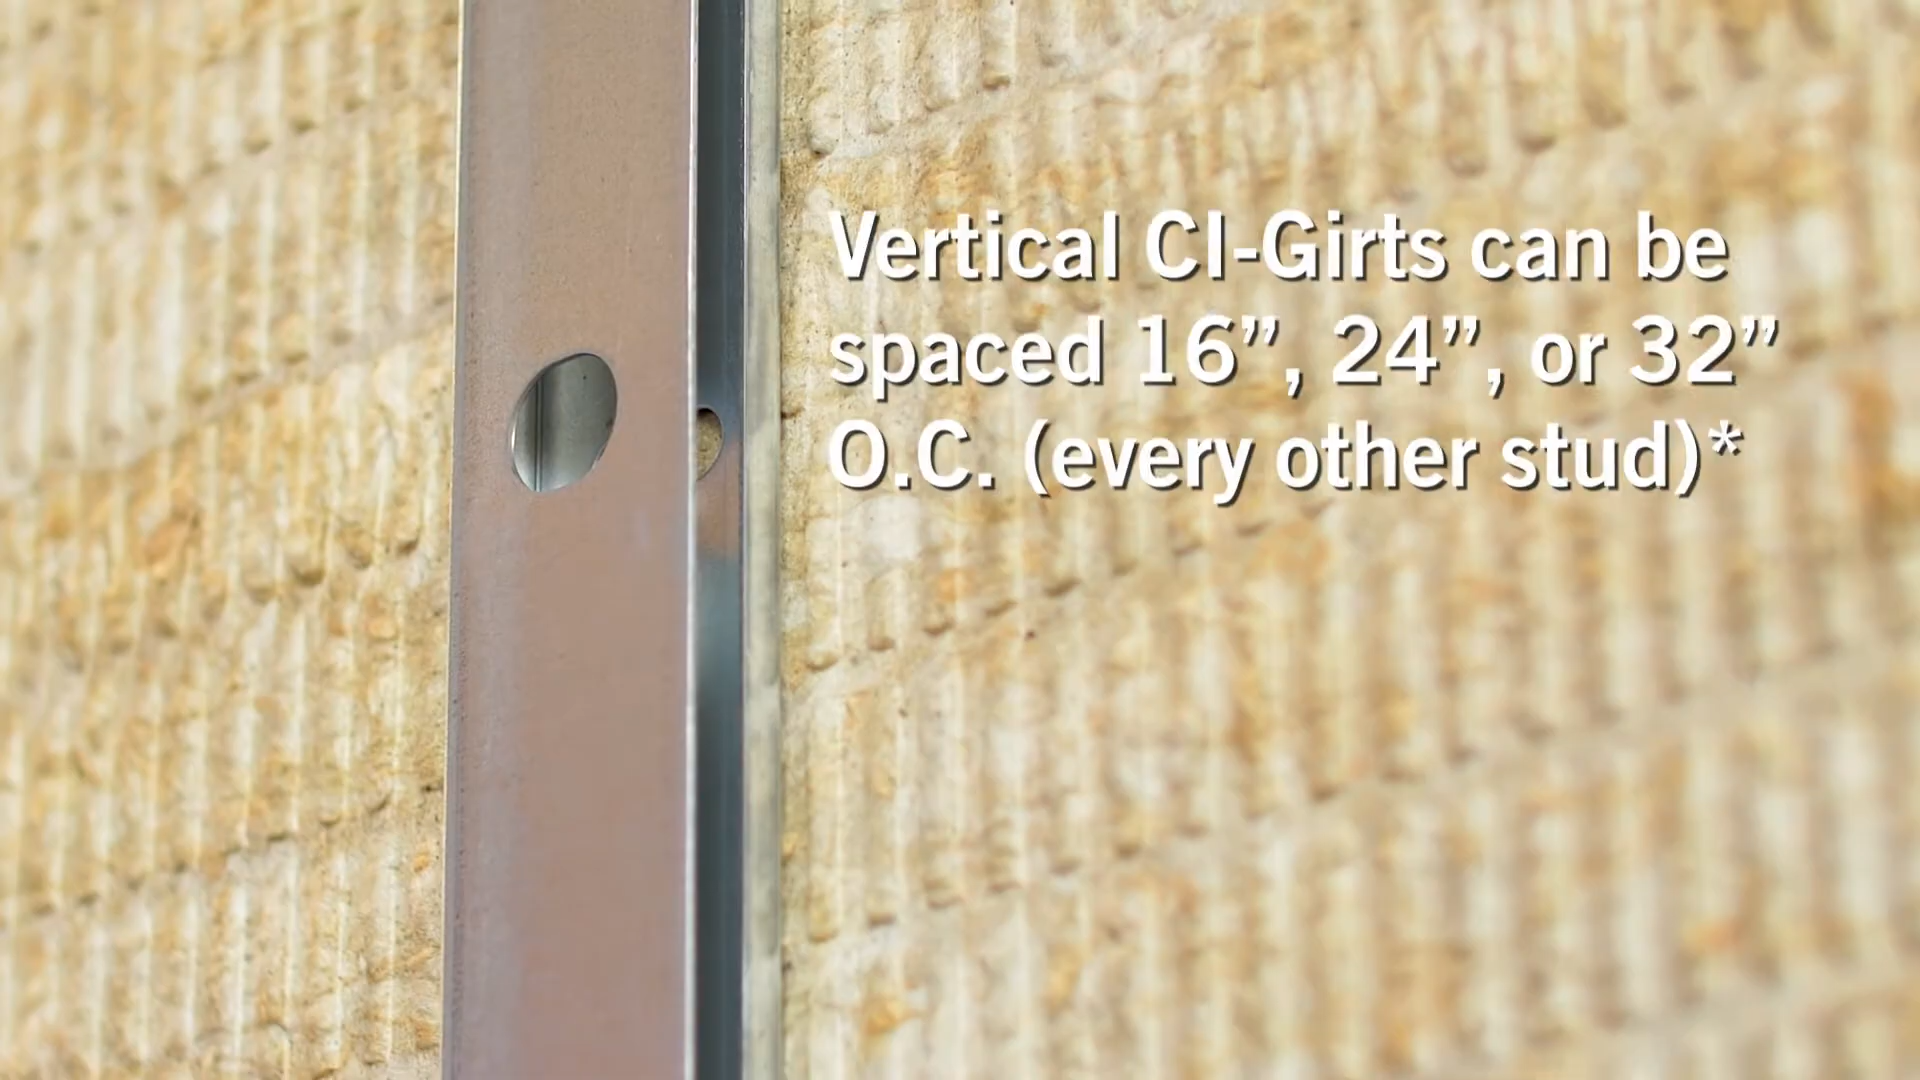 Vertical CI-Girts can be
spaced 16”, 24”, or 32”
O.C. (every other stud)*